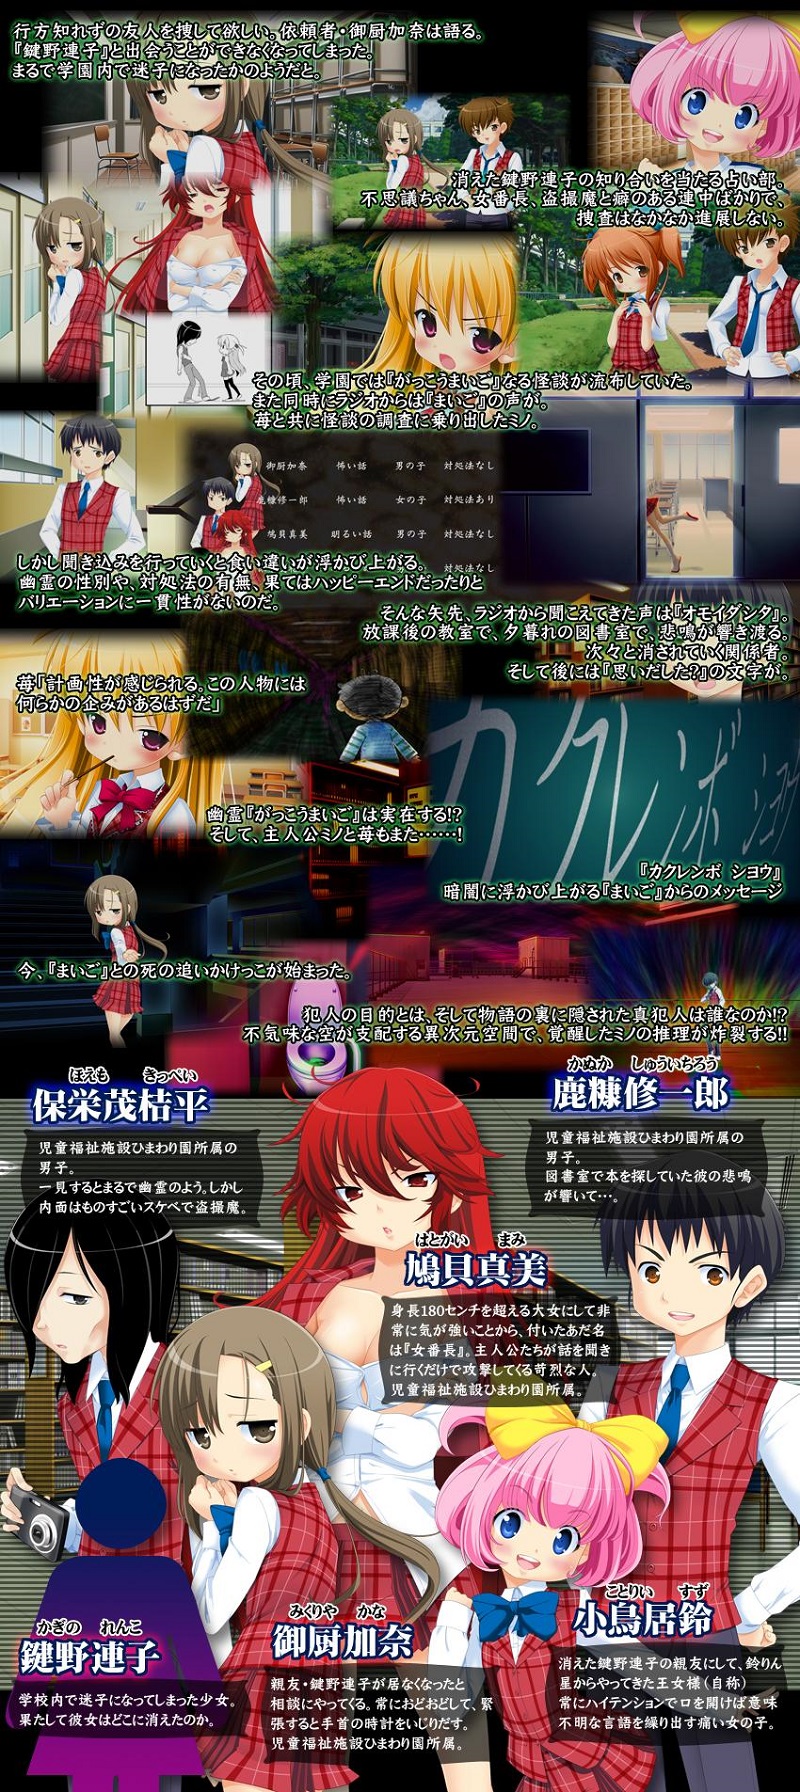 行方知れずの友人を捜して欲しい。依頼者・御厨加奈は語る。
『鍵野連子』と出会うことができなくなってしまった。
まるで学園内で迷子になったかのようだと。
消えた鍵野連子の知り合いを当たる占い部。
不思議ちゃん、女番長、盗撮魔と癖のある連中ばかりで、
捜査はなかなか進展しない。
その頃、学園では『がっこうまいご』なる怪談が流布していた。
また同時にラジオからは『まいご』の声が。
苺と共に怪談の調査に乗り出したミノ。
御厨加奈 怖い話 男の子 対処法なし
鹿糠修一郎 怖い話 女の子 対処法あり
鳩貝真美 明るい話 男の子 対処法なし
対処法なし
しかし聞き込みを行っていくと食い違いが浮かび上がる。
幽霊の性別や、対処法の有無、果てはハッピーエンドだったりと
バリエーションに一貫性がないのだ。
そんな矢先、ラジオから聞こえてきた声は『オモイダシタ』。
放課後の教室で、夕暮れの図書室で、悲鳴が響き渡る。
次々と消されていく関係者。
そして後には『思いだした?』の文字が。
苺「計画性が感じられる。この人物には
何らかの企みがあるはずだ」
カクレンボ ショウ
幽霊『がっこうまいご』は実在する!?
そして、主人公ミノと苺もまた……!
『カクレンボ ショウ』
暗闇に浮かび上がる『まいご』からのメッセージ
今、『まいご』との死の追いかけっこが始まった。
犯人の目的とは、そして物語の裏に隠された真犯人は誰なのか!?
不気味な空が支配する異次元空間で、覚醒したミノの推理が炸裂する!!
ほえも きっぺい
保栄茂桔平
児童福祉施設ひまわり園所属の
男子。
一見するとまるで幽霊のよう。しかし
内面はものすごいスケベで盗撮魔。
かぬか しゅういちろう
鹿糠修一郎
児童福祉施設ひまわり園所属の
男子。
図書室で本を探していた彼の悲鳴
が響いて…。
はとがい まみ
鳩貝真美
身長180センチを超える大女にして非
常に気が強いことから、付いたあだ名
は『女番長』。主人公たちが話を聞き
に行くだけで攻撃してくる苛烈な人。
児童福祉施設ひまわり園所属。
かぎの れんこ
鍵野連子
学校内で迷子になってしまった少女。
果たして彼女はどこに消えたのか。
みくりや かな
御厨加奈
親友・鍵野連子が居なくなったと
相談にやってくる。常におどおどして、緊
張すると手首の時計をいじりだす。
児童福祉施設ひまわり園所属。
ことりい すず
小鳥居鈴
消えた鍵野連子の親友にして、鈴りん
星からやってきた王女様(自称)
常にハイテンションで口を開けば意味
不明な言語を繰り出す痛い女の子。